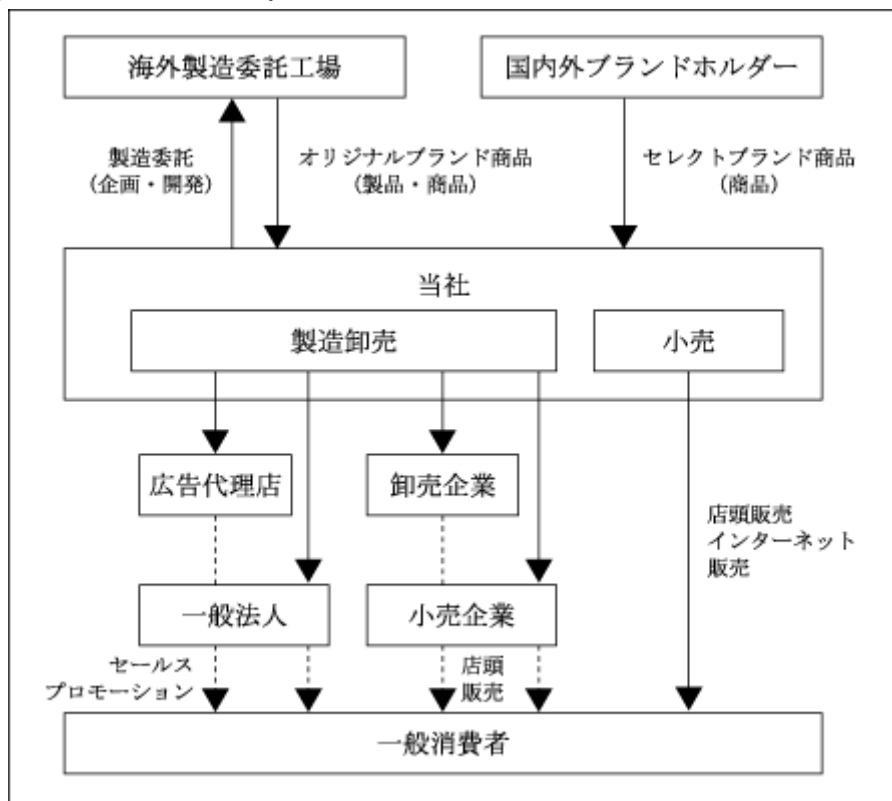 海外製造委託工場
国内外ブランドホルダー
製造委託
(企画・開発)
オリジナルブランド商品
(製品・商品)
セレクトブランド商品
(商品)
当社
製造卸売
小売
広告代理店
卸売企業
店頭販売
インターネット
販売
一般法人
小売企業
セールス
プロモーション
店頭
販売
一般消費者